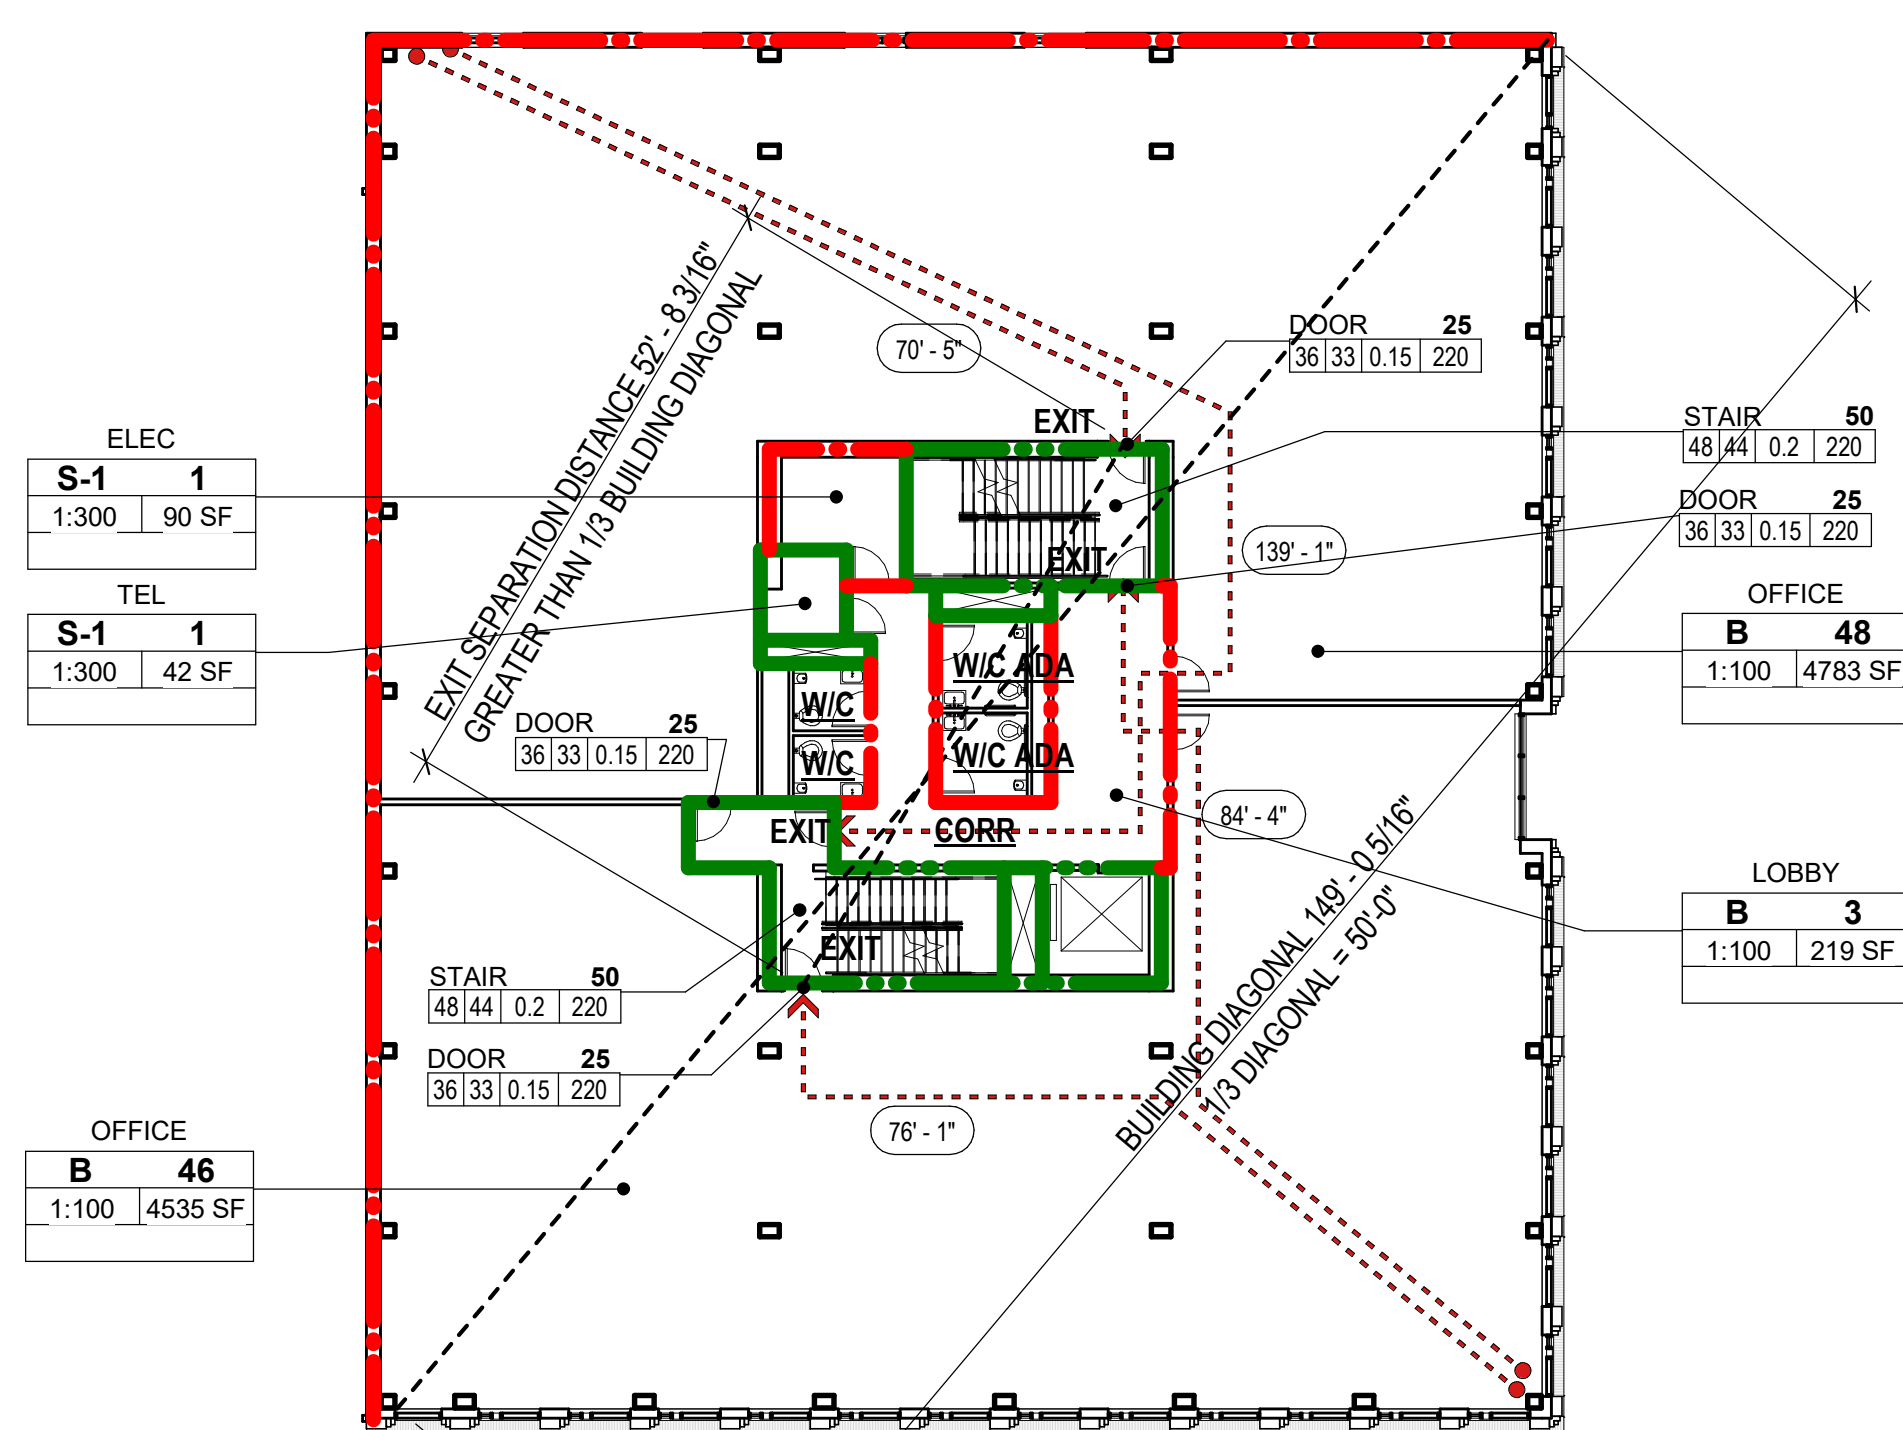 ELEC
S-1 1
1:300 90 SF
TEL
S-1 1
1:300 42 SF
EXIT SEPARATION DISTANCE 52' - 8 3/16"
GREATER THAN 1/3 BUILDING DIAGONAL
70' - 5"
DOOR 25
36 33 0.15 220
EXIT
STAIR 50
48 44 0.2 220
DOOR 25
36 33 0.15 220
EXIT
139' - 1"
OFFICE
B 48
1:100 4783 SF
W/C ADA
W/C
DOOR 25
36 33 0.15 220
W/C ADA
W/C
EXIT
CORR
84' - 4"
LOBBY
B 3
1:100 219 SF
EXIT
STAIR 50
48 44 0.2 220
DOOR 25
36 33 0.15 220
BUILDING DIAGONAL 149' - 0 5/16"
1/3 DIAGONAL = 50'-0"
76' - 1"
OFFICE
B 46
1:100 4535 SF